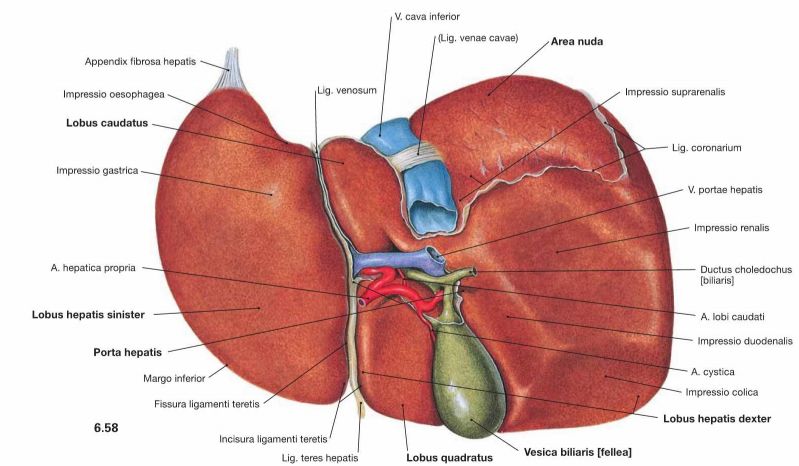 V. cava inferior
(Lig. venae cavae)
Area nuda
Appendix fibrosa hepatis
Impressio oesophagea
Lig. venosum
Impressio suprarenalis
Lobus caudatus
Lig. coronarium
Impressio gastrica
V. portae hepatis
Impressio renalis
A. hepatica propria
Ductus choledochus
[biliaris]
Lobus hepatis sinister
A. lobi caudati
Impressio duodenalis
Porta hepatis
A. cystica
Margo inferior
Impressio colica
Fissura ligamenti teretis
Lobus hepatis dexter
6.58
Incisura ligamenti teretis
Vesica biliaris [fellea]
Lig. teres hepatis
Lobus quadratus